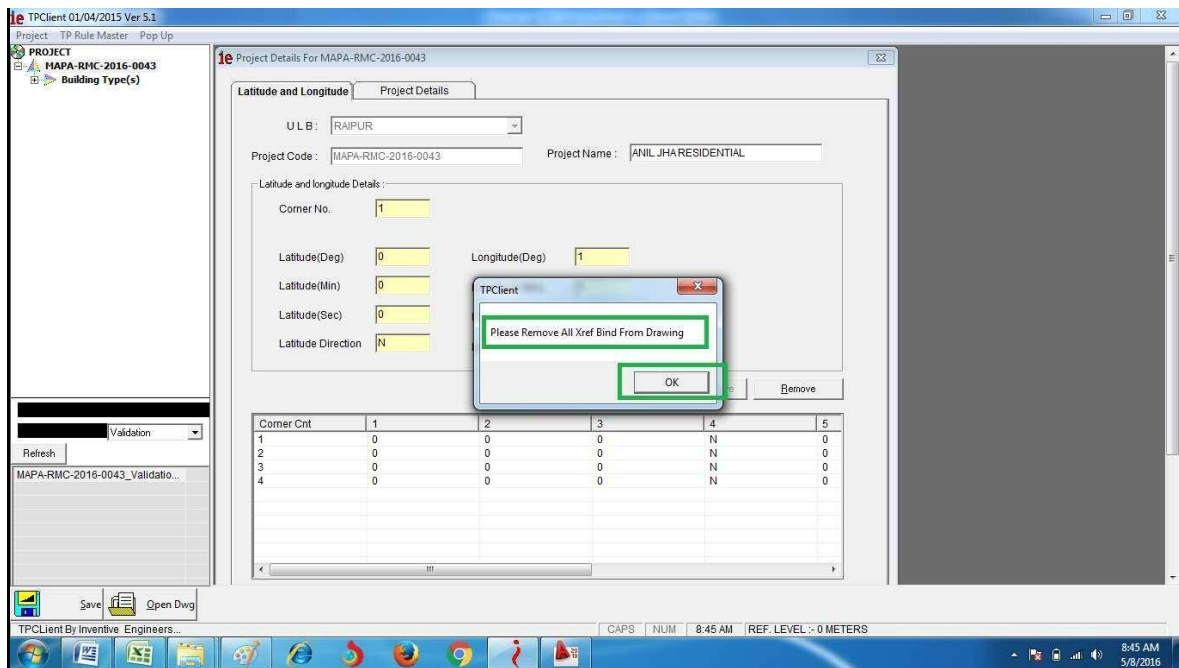 TPClient 01/04/2015 Ver 5.1
Project TP Rule Master Pop Up
PROJECT
MAPA-RMC-2016-0043
Building Type(s)
Project Details For MAPA-RMC-2016-0043
Latitude and Longitude Project Details
U L B : RAIPUR
Project Code : MAPA-RMC-2016-0043 Project Name : ANIL JHA RESIDENTIAL
Latitude and longitude Details :
Corner No. 1
Latitude(Deg) 0 Longitude(Deg) 1
Latitude(Min) 0
Latitude(Sec) 0
Latitude Direction N
TPClient
Please Remove All Xref Bind From Drawing
OK
Remove
Corner Cnt 1 2 3 4 5
1 0 0 0 N 0
2 0 0 0 N 0
3 0 0 0 N 0
4 0 0 0 N 0
Validation
Refresh
MAPA-RMC-2016-0043_Validatio...
Save Open Dwg
TPCLient By Inventive Engineers... CAPS NUM 8:45 AM REF. LEVEL :- 0 METERS
8:45 AM
5/8/2016